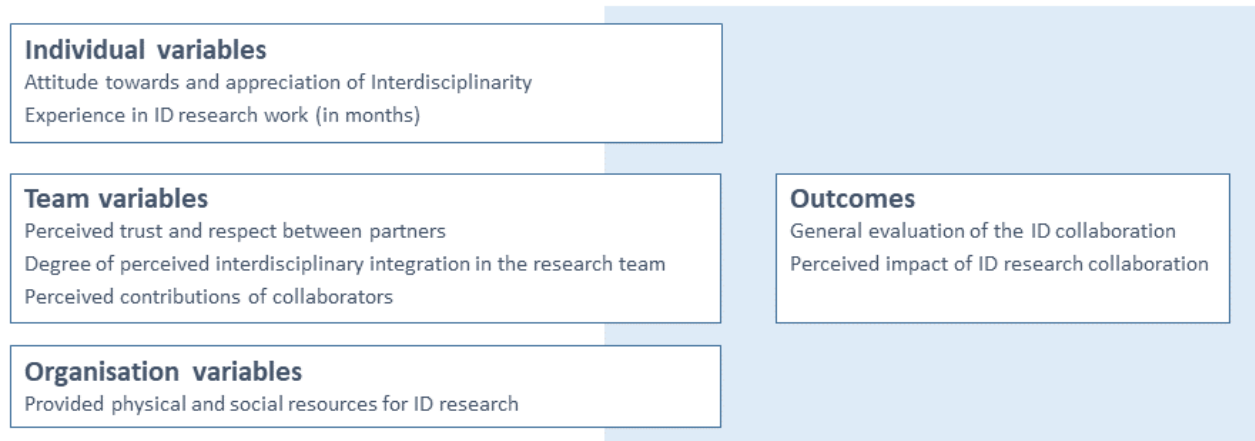 Individual variables
Attitude towards and appreciation of Interdisciplinarity
Experience in ID research work (in months)
Team variables
Perceived trust and respect between partners
Degree of perceived interdisciplinary integration in the research team
Perceived contributions of collaborators
Outcomes
General evaluation of the ID collaboration
Perceived impact of ID research collaboration
Organisation variables
Provided physical and social resources for ID research